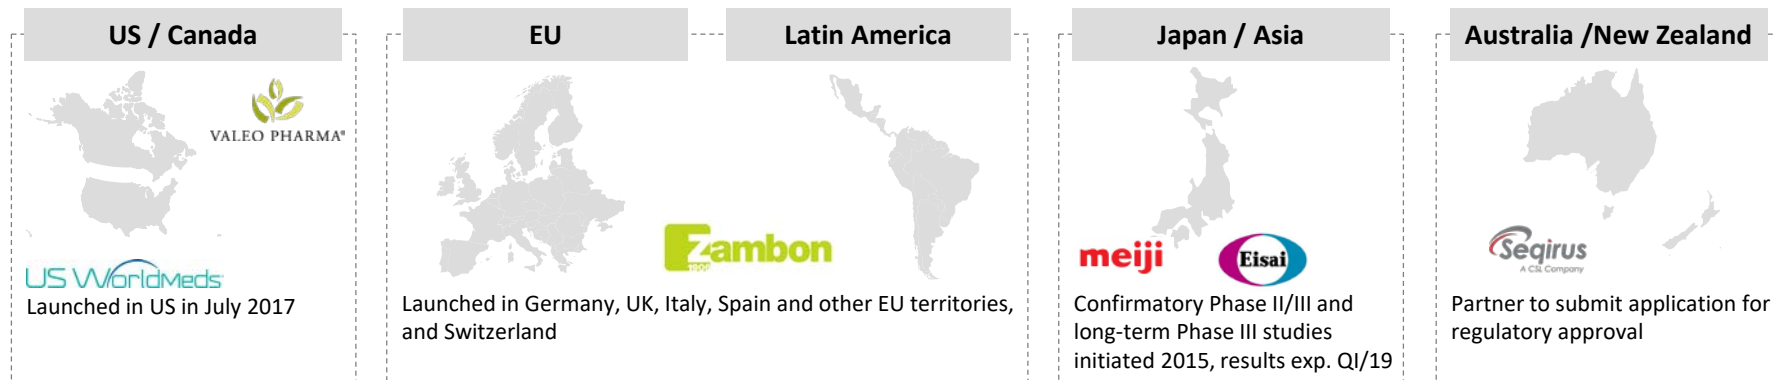 US / Canada
VALEO PHARMA®
US WorldMeds
Launched in US in July 2017
EU
Latin America
Zambon
1906
Launched in Germany, UK, Italy, Spain and other EU territories,
and Switzerland
Japan / Asia
meiji
Eisai
Confirmatory Phase II/III and
long-term Phase III studies
initiated 2015, results exp. QI/19
Australia /New Zealand
Seqirus
A CSL Company
Partner to submit application for
regulatory approval